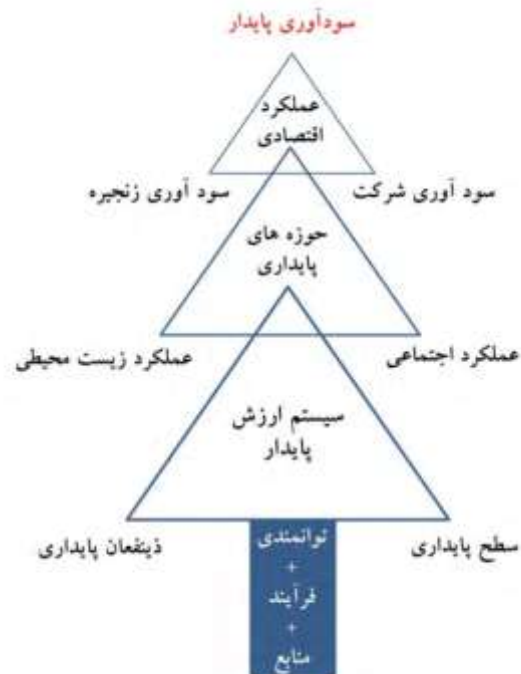 سودآوری پایدار
عملکرد
اقتصادی
سود آوری شرکت
سود آوری زنجیره
حوزه های
پایداری
عملکرد اجتماعی
عملکرد زیست محیطی
سیستم ارزش
پایدار
سطح پایداری
ذینفعان پایداری
توانمندی
+
فرآیند
+
منابع